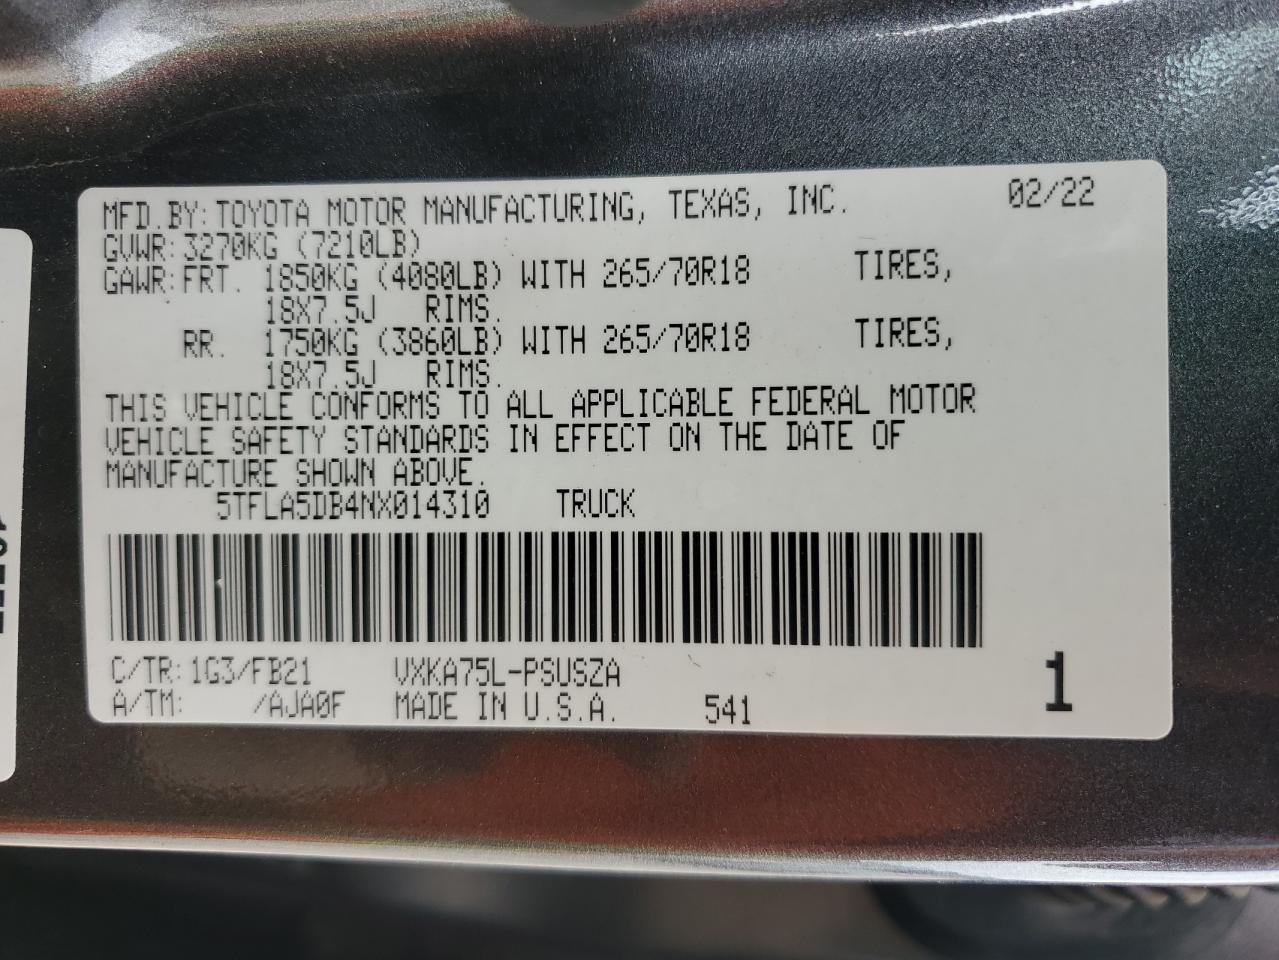 MFD.BY:TOYOTA MOTOR MANUFACTURING, TEXAS, INC. 02/22
GVWR:3270KG (7210LB)
GAWR:FRT. 1850KG (4080LB) WITH 265/70R18 TIRES,
18X7.5J RIMS.
RR. 1750KG (3860LB) WITH 265/70R18 TIRES,
18X7.5J RIMS.
THIS VEHICLE CONFORMS TO ALL APPLICABLE FEDERAL MOTOR
VEHICLE SAFETY STANDARDS IN EFFECT ON THE DATE OF
MANUFACTURE SHOWN ABOVE.
5TFLA5DB4NX014310 TRUCK
C/TR:1G3/FB21 VXKA75L-PSUSZA
A/TM: /AJA0F MADE IN U.S.A. 541 1